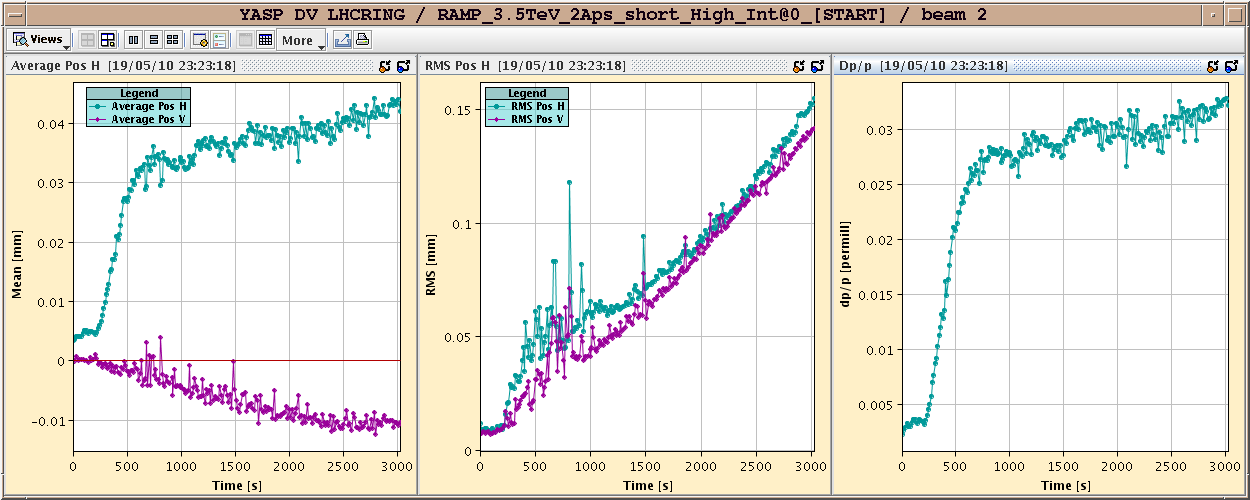 YASP DV LHCRING / RAMP_3.5TeV_2Aps_short_High_Int@0_[START] / beam 2
Views
More
Average Pos H [19/05/10 23:23:18]
Legend
Average Pos H
Average Pos V
Mean [mm]
0.04
0.03
0.02
0.01
0
-0.01
0
500
1000
1500
2000
2500
3000
Time [s]
RMS Pos H [19/05/10 23:23:18]
Legend
RMS Pos H
RMS Pos V
RMS [mm]
0.15
0.1
0.05
0
0
500
1000
1500
2000
2500
3000
Time [s]
Dp/p [19/05/10 23:23:18]
dp/p [permill]
0.03
0.025
0.02
0.015
0.01
0.005
0
500
1000
1500
2000
2500
3000
Time [s]